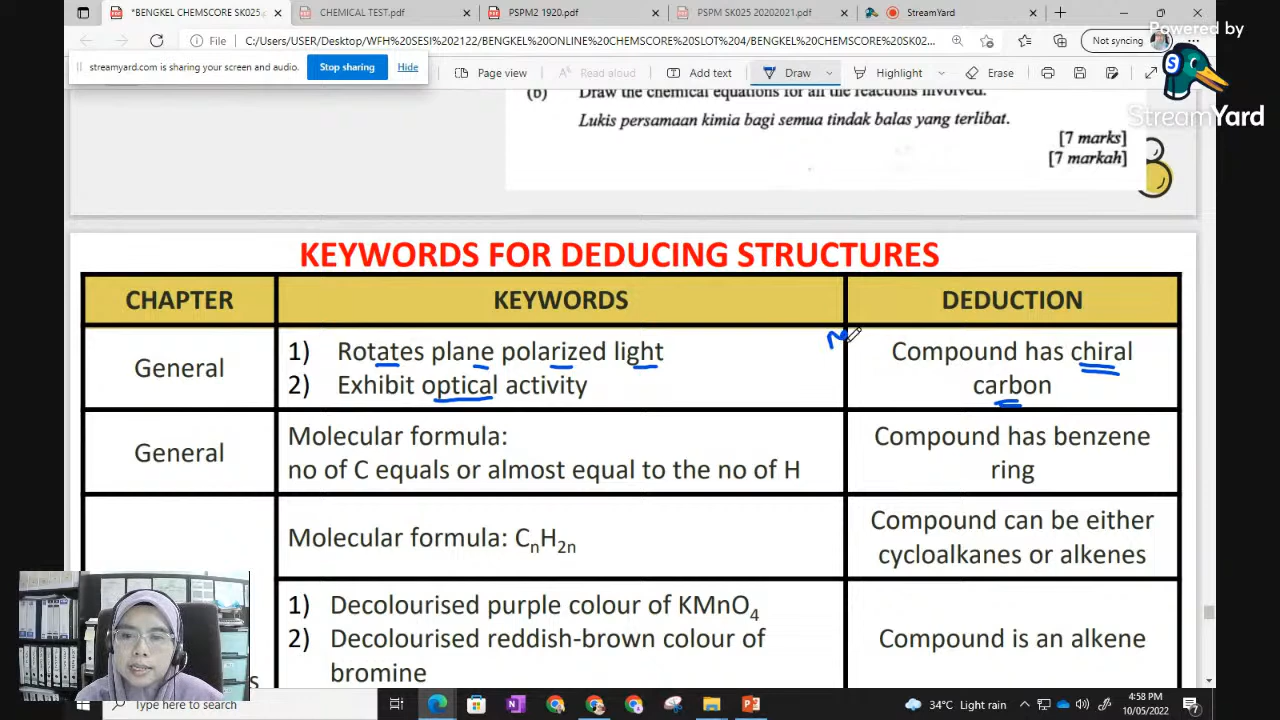 *BENGKEL CHEMSCORE SK025.
CHEMICAL TEST.pdf
PSPM2 1920.pdf
PSPM SK025 20202021.pdf
StreamYard
File
C:/Users/USER/Desktop/WFH%20SESI
EL%20ONLINE%20CHEMSCORE%20SLOT%204/BENGKEL%20CHEMSCORE%20SK02...
Not syncing
Powered by
StreamYard
streamyard.com is sharing your screen and audio.
Stop sharing
Hide
Page view
Read aloud
Add text
Draw
Highlight
Erase
(b) Draw the chemical equations for all the reactions involved.
Lukis persamaan kimia bagi semua tindak balas yang terlibat.
[7 marks]
[7 markah]
KEYWORDS FOR DEDUCING STRUCTURES
CHAPTER KEYWORDS DEDUCTION
General
1) Rotates plane polarized light
2) Exhibit optical activity
Compound has chiral
carbon
General
Molecular formula:
no of C equals or almost equal to the no of H
Compound has benzene
ring
Molecular formula: CnH2n
Compound can be either
cycloalkanes or alkenes
1) Decolourised purple colour of KMnO4
2) Decolourised reddish-brown colour of
bromine
Compound is an alkene
s
Type here to search
34°C Light rain
4:58 PM
10/05/2022